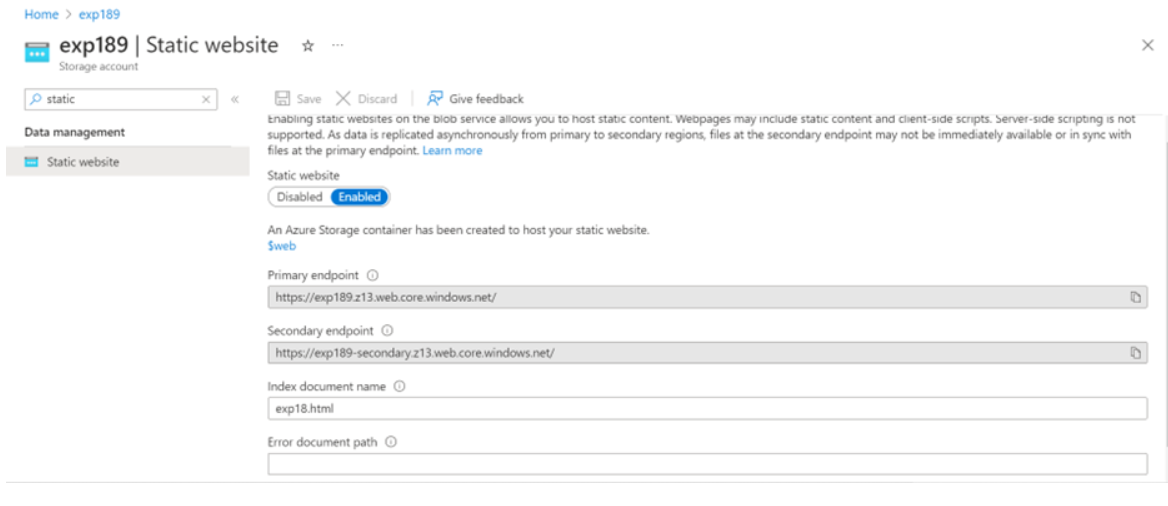 Home > exp189
exp189 | Static website
Storage account
static
Data management
Static website
Save Discard Give feedback
Enabling static websites on the blob service allows you to host static content. Webpages may include static content and client-side scripts. Server-side scripting is not
supported. As data is replicated asynchronously from primary to secondary regions, files at the secondary endpoint may not be immediately available or in sync with
files at the primary endpoint. Learn more
Static website
Disabled Enabled
An Azure Storage container has been created to host your static website.
$web
Primary endpoint
https://exp189.z13.web.core.windows.net/
Secondary endpoint
https://exp189-secondary.z13.web.core.windows.net/
Index document name
exp18.html
Error document path